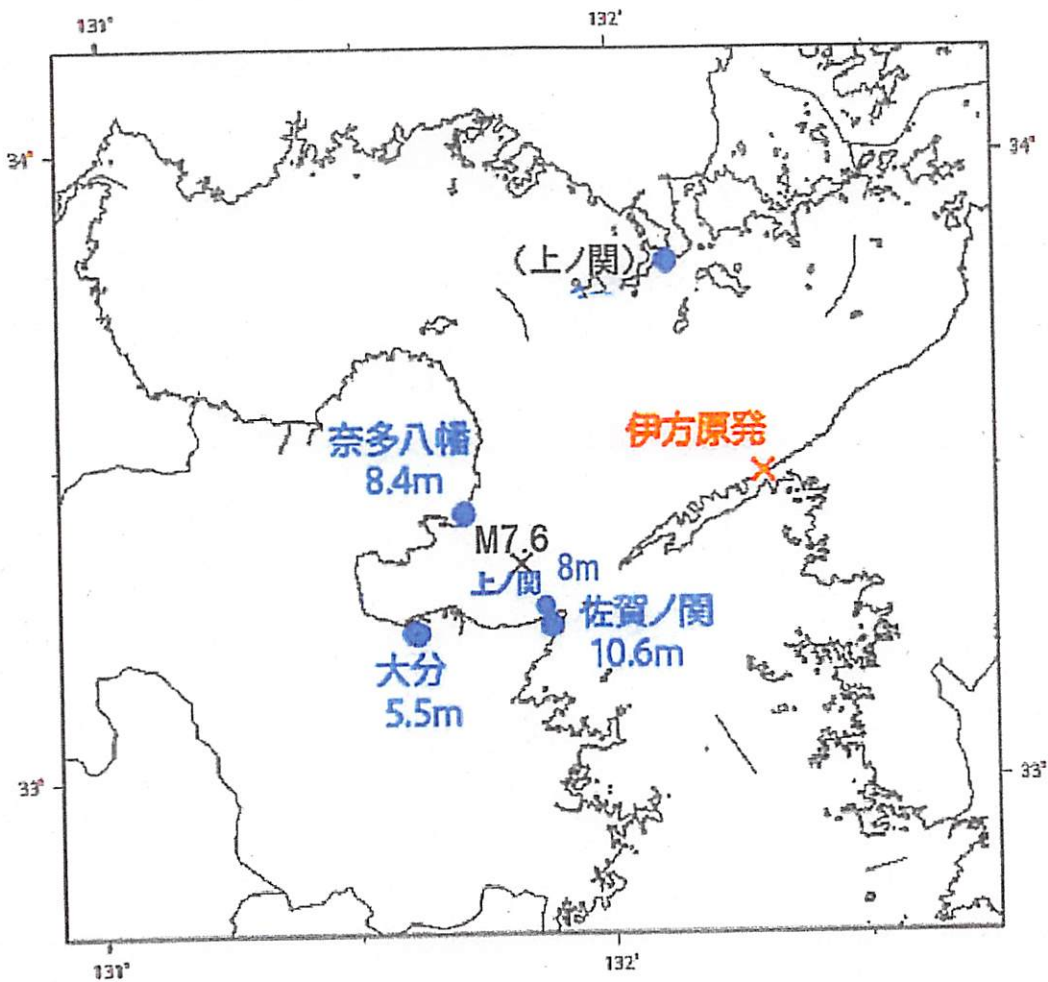 131°
132°
34°
34°
(上ノ関)
伊方原発
奈多八幡
8.4m
M7.6
8m
上ノ関
佐賀ノ関
10.6m
大分
5.5m
33°
33°
131°
132°